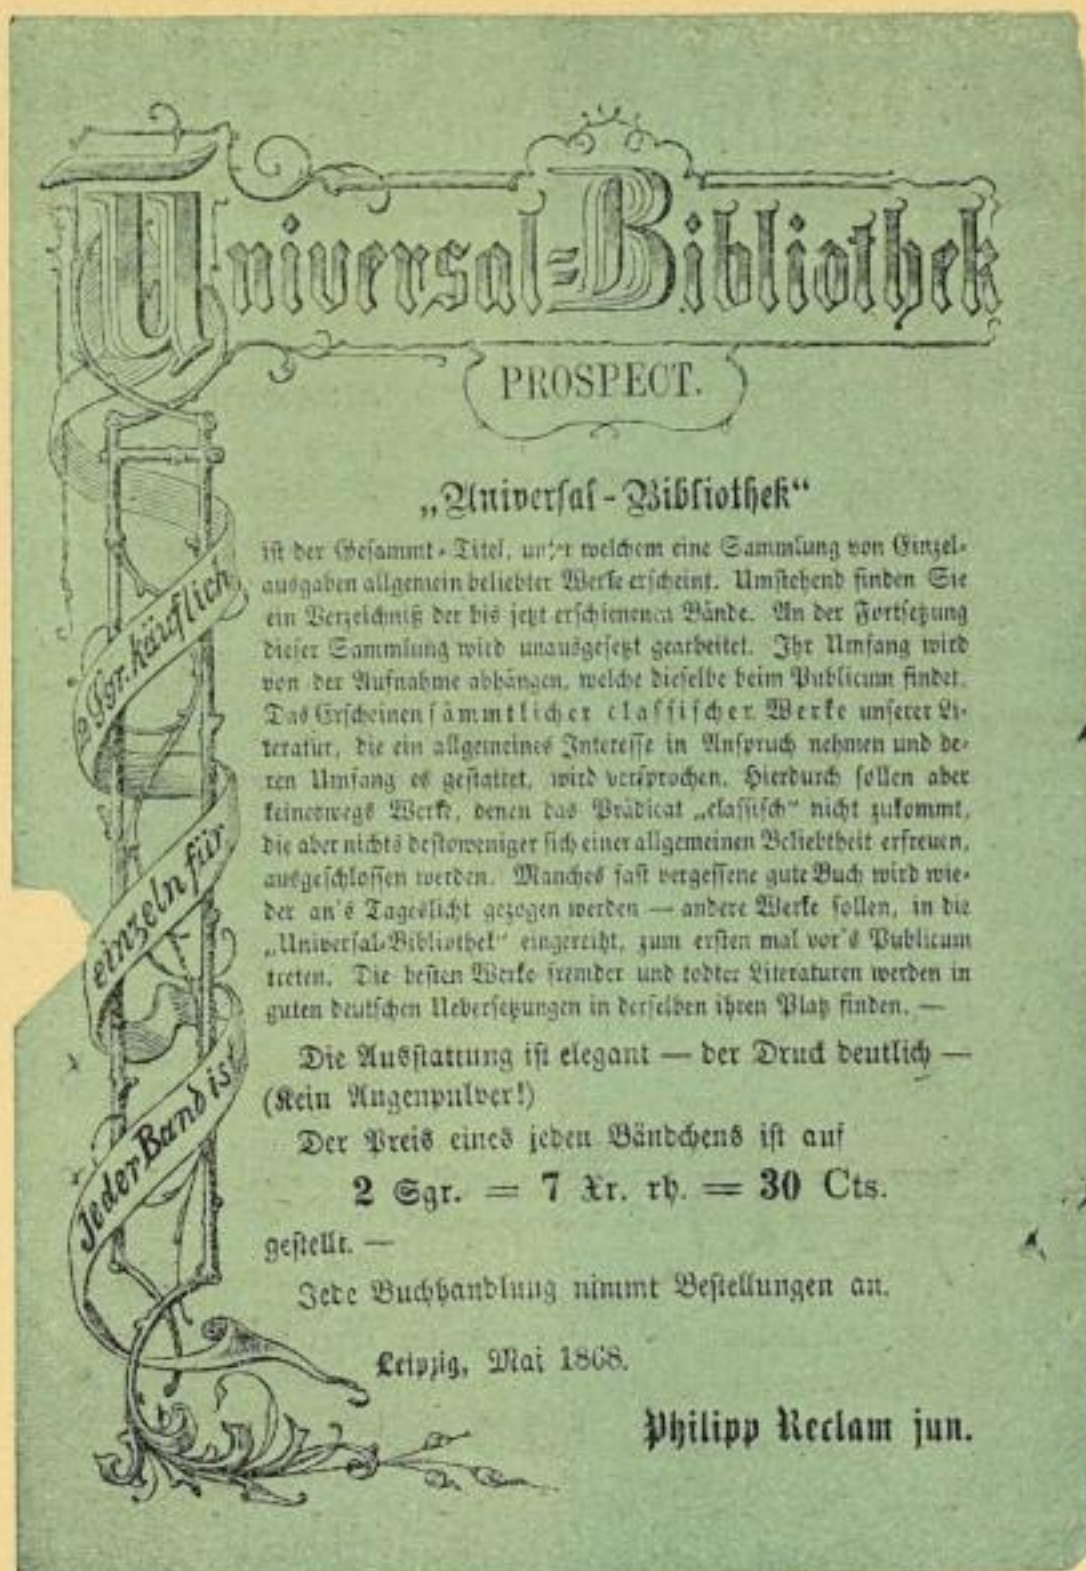 Universal-Bibliothek
PROSPECT.
„Universal-Bibliothek“
ist der Gesammt-Titel, unter welchem eine Sammlung von Einzel-
ausgaben allgemein beliebter Werke erscheint. Umstehend finden Sie
ein Verzeichniß der bis jetzt erschienenen Bände. An der Fortsetzung
dieser Sammlung wird unausgesetzt gearbeitet. Ihr Umfang wird
von der Aufnahme abhängen, welche dieselbe beim Publicum findet.
Das Erscheinen sämmtlicher classischer Werke unserer Li-
teratur, die ein allgemeines Interesse in Anspruch nehmen und de-
ren Umfang es gestattet, wird versprochen. Hierdurch sollen aber
keineswegs Werke, denen das Prädicat „classisch“ nicht zukommt,
die aber nichts destoweniger sich einer allgemeinen Beliebtheit erfreuen,
ausgeschlossen werden. Manches fast vergessene gute Buch wird wie-
der an's Tageslicht gezogen werden — andere Werke sollen, in die
„Universal-Bibliothek“ eingereiht, zum ersten mal vor's Publicum
treten. Die besten Werke fremder und todter Literaturen werden in
guten deutschen Uebersetzungen in derselben ihren Platz finden. —
Die Ausstattung ist elegant — der Druck deutlich —
(Kein Augenpulver!)
Der Preis eines jeden Bändchens ist auf
2 Sgr. = 7 Xr. rh. = 30 Cts.
gestellt. —
Jede Buchhandlung nimmt Bestellungen an.
Leipzig, Mai 1868.
Philipp Reclam jun.
Jeder Band ist
einzeln für
2 Sgr. käuflich